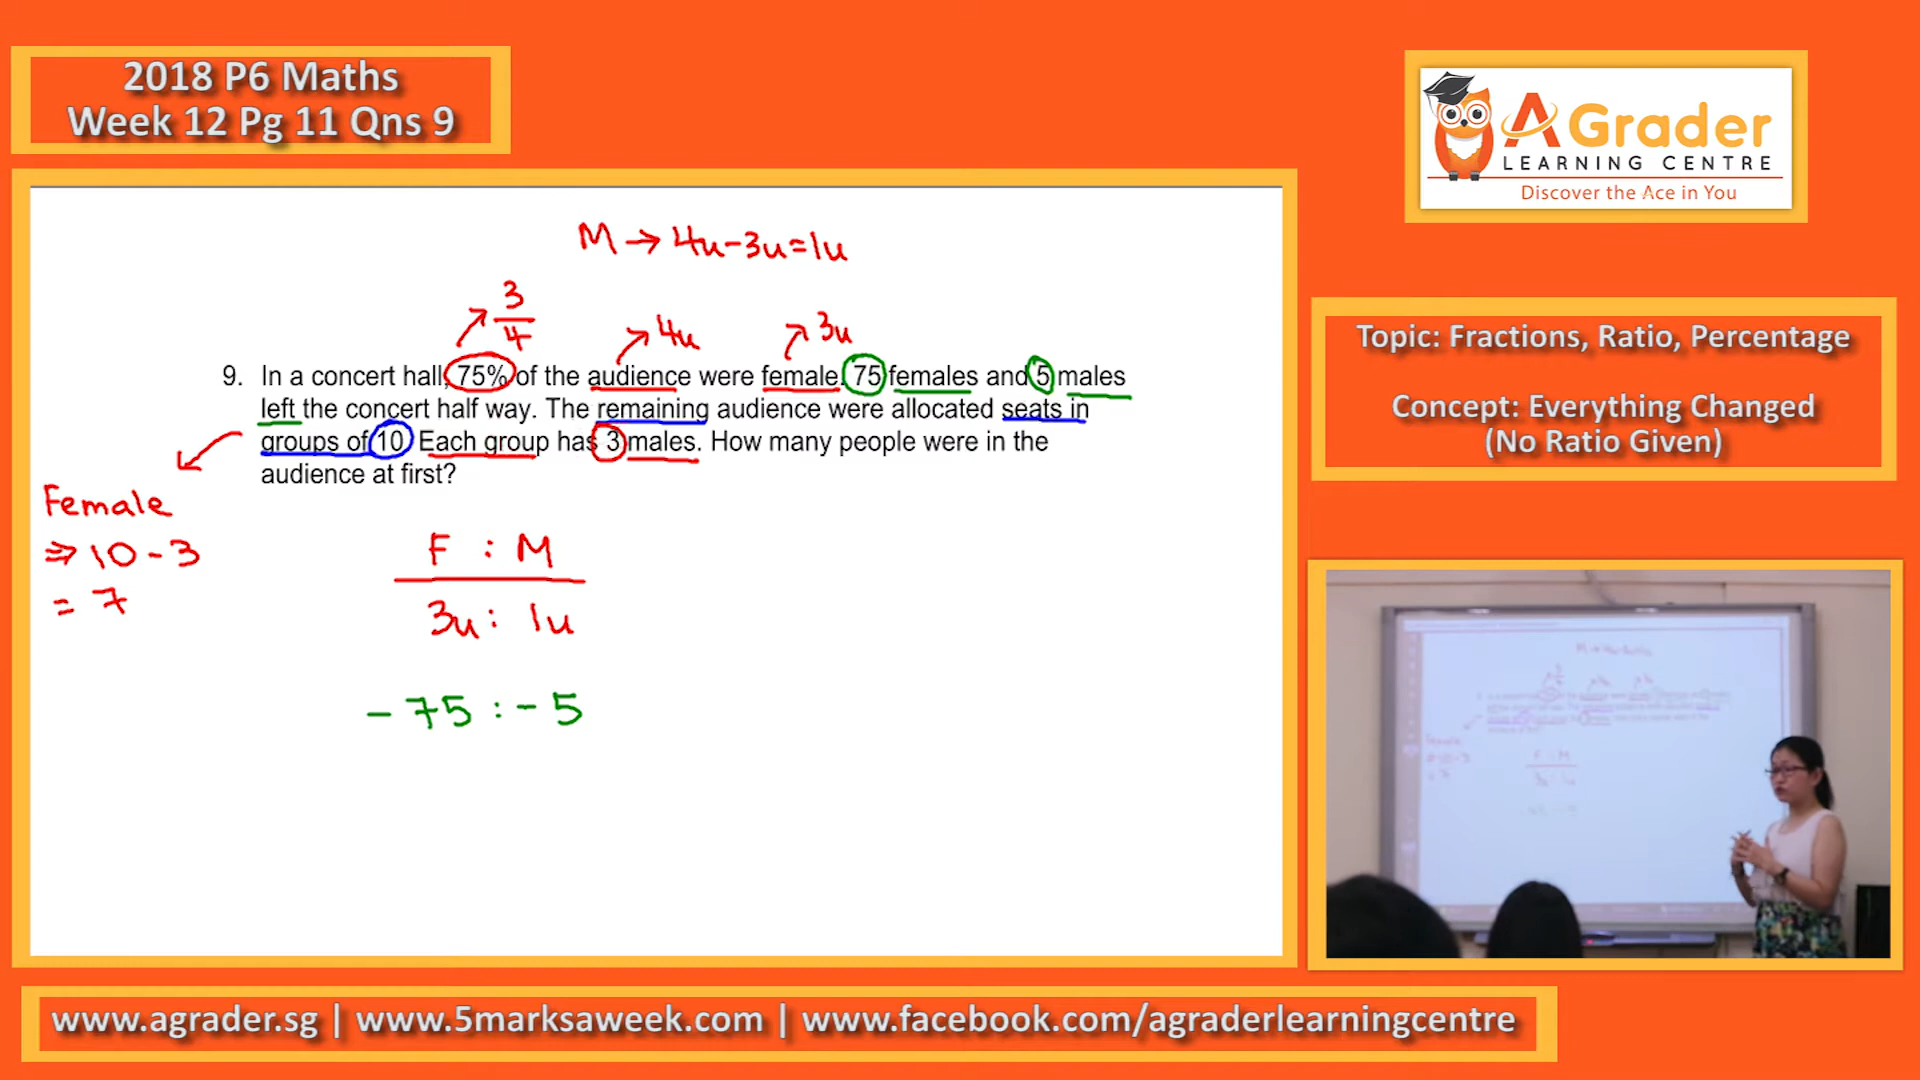 2018 P6 Maths
Week 12 Pg 11 Qns 9
A Grader
LEARNING CENTRE
Discover the Ace in You
M → 4u-3u=1u
3/4
4u
3u
9. In a concert hall, 75% of the audience were female. 75 females and 5 males
left the concert half way. The remaining audience were allocated seats in
groups of 10. Each group has 3 males. How many people were in the
audience at first?
Female
⇒ 10 - 3
= 7
F : M
3u : 1u
- 75 : - 5
Topic: Fractions, Ratio, Percentage
Concept: Everything Changed
(No Ratio Given)
www.agrader.sg | www.5marksaweek.com | www.facebook.com/agraderlearningcentre